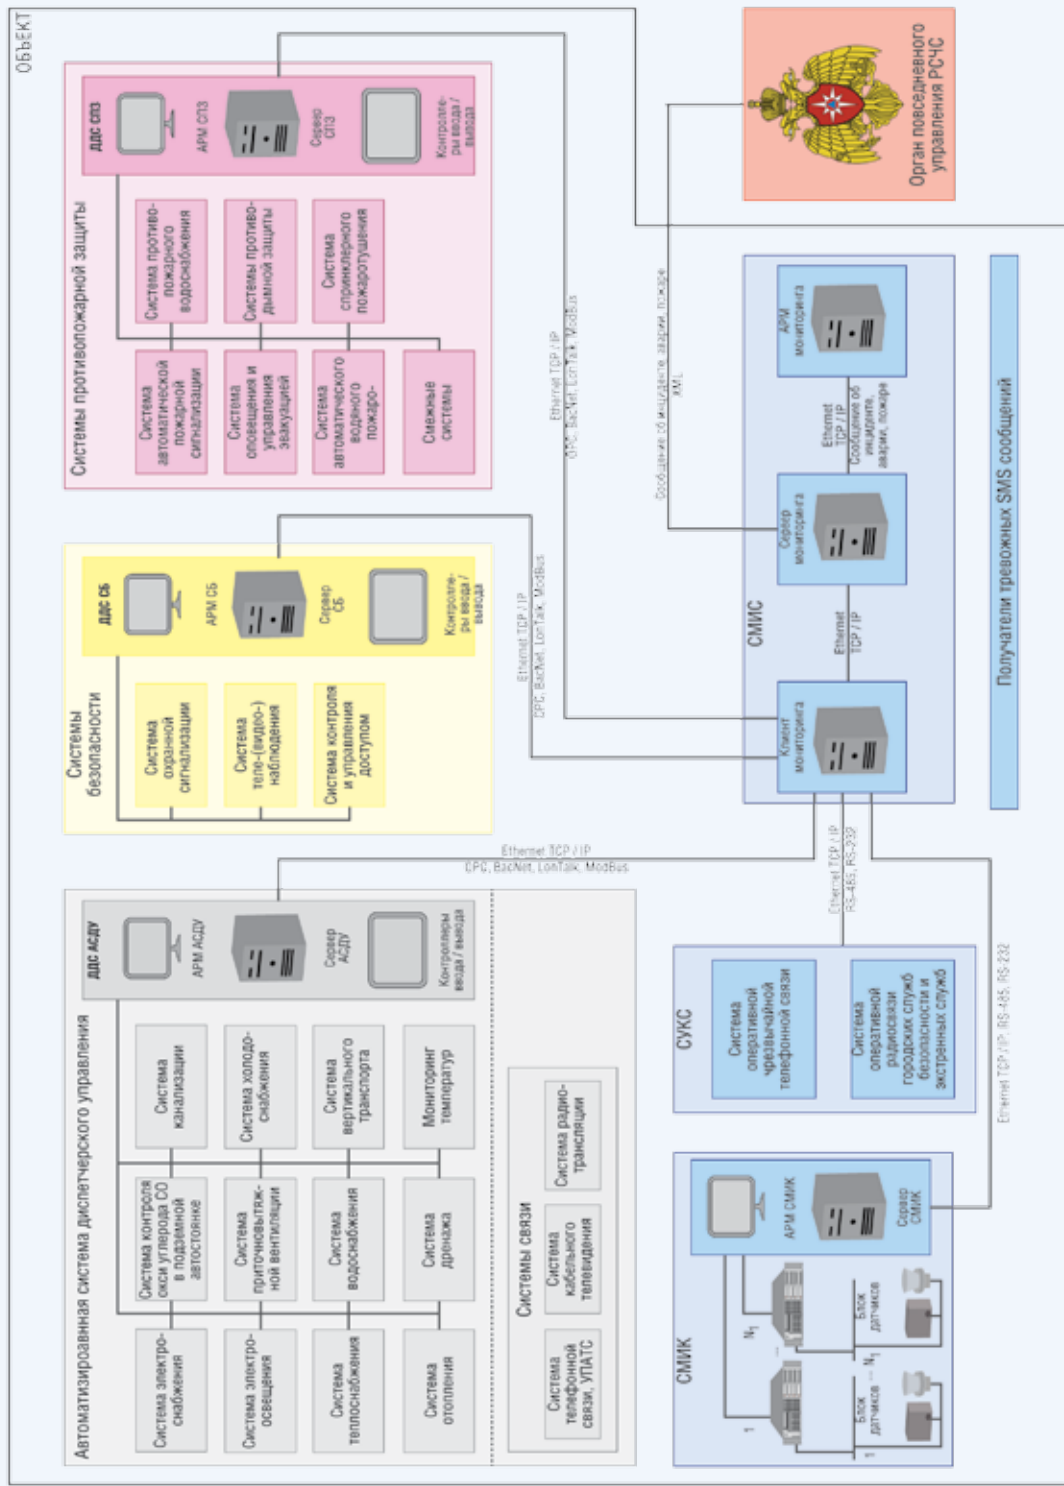 ОБЪЕКТ
Автоматизироавнная система диспетчерского управления
Система электро-
снабжения
Система электро-
освещения
Система
теплоснабжения
Система
отопления
Система контроля
окси углерода СО
в подземной
автостоянке
Система
приточновытяж-
ной вентиляции
Система
водоснабжения
Система
дренажа
Система
канализации
Система холодо-
снабжения
Система
вертикального
транспорта
Мониторинг
температур
ДДС АСДУ
АРМ АСДУ
Сервер
АСДУ
Контроллеры
ввода / вывода
Системы связи
Система
телефонной
связи, УПАТС
Система
кабельного
телевидения
Система радио-
трансляции
Системы
безопасности
Система
охранной
сигнализации
Система
теле-(видео-)
наблюдения
Система контроля
и управления
доступом
ДДС СБ
АРМ СБ
Сервер
СБ
Контролле-
ры ввода /
вывода
Системы противопожарной защиты
Система
автоматической
пожарной
сигнализации
Система
оповещения и
управления
эвакуацией
Система
автоматического
водяного
пожаро-
Смежные
системы
Система противо-
пожарного
водоснабжения
Системы противо-
дымной защиты
Система
спринклерного
пожаротушения
ДДС СПЗ
АРМ СПЗ
Сервер
СПЗ
Контролле-
ры ввода /
вывода
Ethernet TCP / IP
OPC, BacNet, LonTalk, ModBus
Ethernet TCP / IP
OPC, BacNet, LonTalk, ModBus
Ethernet TCP / IP
OPC, BacNet, LonTalk, ModBus
СМИК
1
N1
...
Блок
датчиков
1
...
Блок
датчиков
N1
АРМ СМИК
Сервер
СМИК
СУКС
Система
оперативной
чрезвычайной
телефонной связи
Система
оперативной
радиосвязи
городских служб
безопасности и
экстренных служб
Ethernet TCP / IP
RS-485, RS-232
Ethernet TCP / IP, RS-485, RS-232
СМИС
Клиент
мониторинга
Ethernet
TCP / IP
Сервер
мониторинга
Ethernet
TCP / IP
Сообщение об
инциденте,
аварии, пожаре
АРМ
мониторинга
Сообщение об инциденте, аварии, пожаре
XML
Орган повседневного
управления РСЧС
Получатели тревожных SMS сообщений